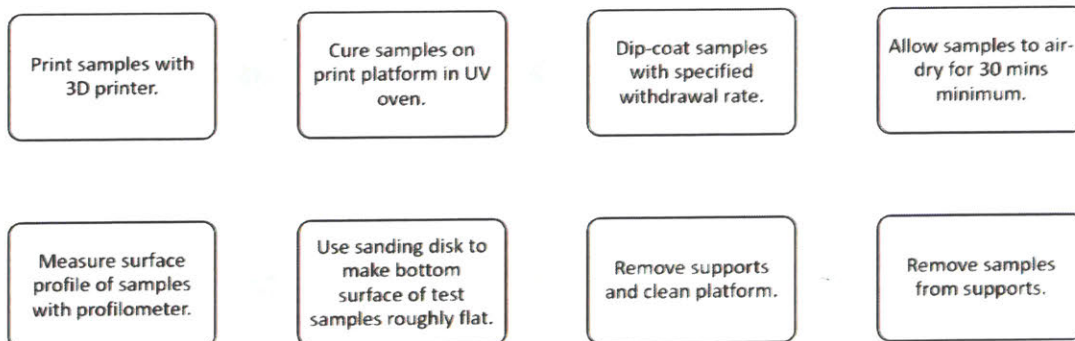 Print samples with
3D printer.
Cure samples on
print platform in UV
oven.
Dip-coat samples
with specified
withdrawal rate.
Allow samples to air-
dry for 30 mins
minimum.
Measure surface
profile of samples
with profilometer.
Use sanding disk to
make bottom
surface of test
samples roughly flat.
Remove supports
and clean platform.
Remove samples
from supports.